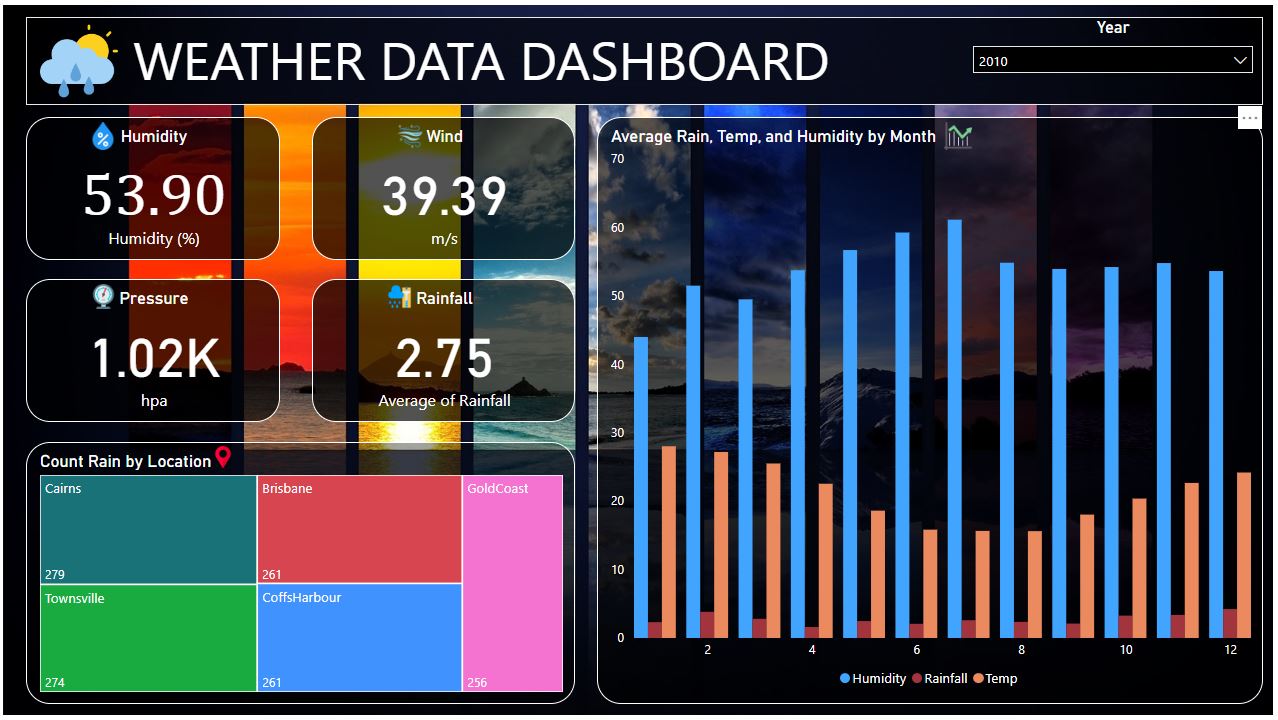 WEATHER DATA DASHBOARD
Year
2010
Humidity
53.90
Humidity (%)
Wind
39.39
m/s
Pressure
1.02K
hpa
Rainfall
2.75
Average of Rainfall
Count Rain by Location
Cairns
279
Brisbane
261
GoldCoast
256
Townsville
274
CoffsHarbour
261
Average Rain, Temp, and Humidity by Month
70
60
50
40
30
20
10
0
2 4 6 8 10 12
Humidity Rainfall Temp